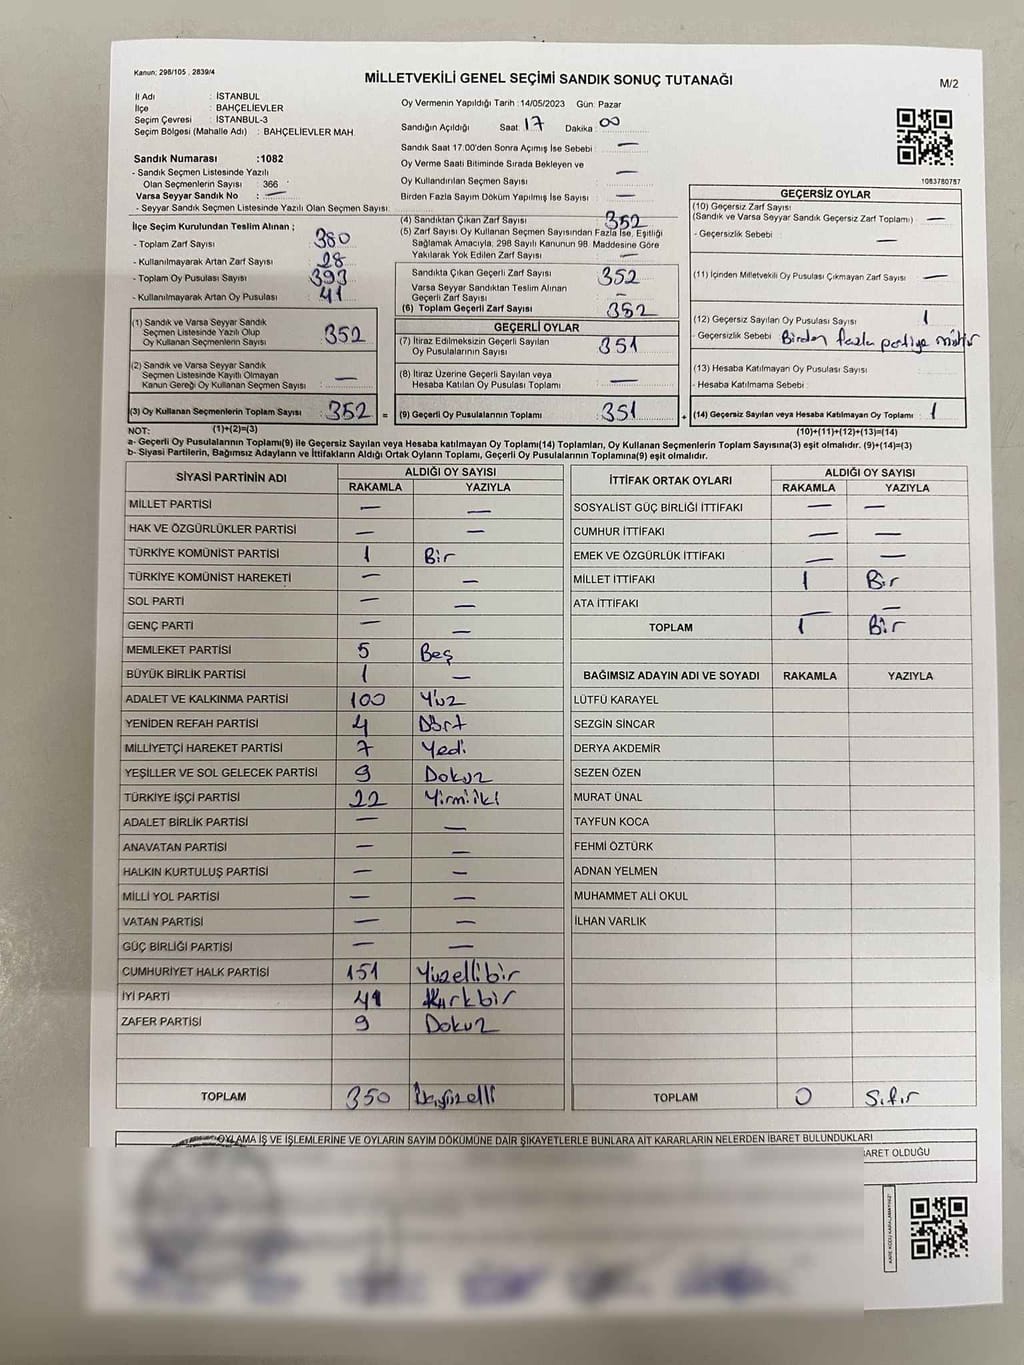 Kanun; 298/105 , 2839/4
MİLLETVEKİLİ GENEL SEÇİMİ SANDIK SONUÇ TUTANAĞI
M/2
İl Adı : İSTANBUL
İlçe : BAHÇELİEVLER
Seçim Çevresi : İSTANBUL-3
Seçim Bölgesi (Mahalle Adı) : BAHÇELİEVLER MAH.
Sandık Numarası :1082
- Sandık Seçmen Listesinde Yazılı
Olan Seçmenlerin Sayısı : 366
Varsa Seyyar Sandık No : —
- Seyyar Sandık Seçmen Listesinde Yazılı Olan Seçmen Sayısı:
İlçe Seçim Kurulundan Teslim Alınan ;
- Toplam Zarf Sayısı : 380
- Kullanılmayarak Artan Zarf Sayısı : 28
- Toplam Oy Pusulası Sayısı : 393
- Kullanılmayarak Artan Oy Pusulası : 41
(1) Sandık ve Varsa Seyyar Sandık
Seçmen Listesinde Yazılı Olup
Oy Kullanan Seçmenlerin Sayısı : 352
(2) Sandık ve Varsa Seyyar Sandık
Seçmen Listesinde Kayıtlı Olmayan
Kanun Gereği Oy Kullanan Seçmen Sayısı : —
(3) Oy Kullanan Seçmenlerin Toplam Sayısı : 352 =
Oy Vermenin Yapıldığı Tarih :14/05/2023 Gün: Pazar
Sandığın Açıldığı Saat: 17 Dakika : 00
Sandık Saat 17:00'den Sonra Açımış İse Sebebi : —
Oy Verme Saati Bitiminde Sırada Bekleyen ve
Oy Kullandırılan Seçmen Sayısı : —
Birden Fazla Sayım Döküm Yapılmış İse Sayısı : —
(4) Sandıktan Çıkan Zarf Sayısı : 352
(5) Zarf Sayısı Oy Kullanan Seçmen Sayısından Fazla İse, Eşitliği
Sağlamak Amacıyla, 298 Sayılı Kanunun 98. Maddesine Göre
Yakılarak Yok Edilen Zarf Sayısı : —
Sandıkta Çıkan Geçerli Zarf Sayısı : 352
Varsa Seyyar Sandıktan Teslim Alınan
Geçerli Zarf Sayısı : —
(6) Toplam Geçerli Zarf Sayısı : 352
GEÇERLİ OYLAR
(7) İtiraz Edilmeksizin Geçerli Sayılan
Oy Pusulalarının Sayısı : 351
(8) İtiraz Üzerine Geçerli Sayılan veya
Hesaba Katılan Oy Pusulası Toplamı : —
(9) Geçerli Oy Pusulalarının Toplamı : 351 +
1083780787
GEÇERSİZ OYLAR
(10) Geçersiz Zarf Sayısı
(Sandık ve Varsa Seyyar Sandık Geçersiz Zarf Toplamı) : —
- Geçersizlik Sebebi : —
(11) İçinden Milletvekili Oy Pusulası Çıkmayan Zarf Sayısı : —
(12) Geçersiz Sayılan Oy Pusulası Sayısı : 1
- Geçersizlik Sebebi : Birden fazla partiye mühür
(13) Hesaba Katılmayan Oy Pusulası Sayısı :
- Hesaba Katılmama Sebebi :
(14) Geçersiz Sayılan veya Hesaba Katılmayan Oy Toplamı : 1
NOT: (1)+(2)=(3) (10)+(11)+(12)+(13)=(14)
a- Geçerli Oy Pusulalarının Toplamı(9) ile Geçersiz Sayılan veya Hesaba katılmayan Oy Toplamı(14) Toplamları, Oy Kullanan Seçmenlerin Toplam Sayısına(3) eşit olmalıdır. (9)+(14)=(3)
b- Siyasi Partilerin, Bağımsız Adayların ve İttifakların Aldığı Ortak Oyların Toplamı, Geçerli Oy Pusulalarının Toplamına(9) eşit olmalıdır.
SİYASİ PARTİNİN ADI ALDIĞI OY SAYISI
RAKAMLA YAZIYLA
MİLLET PARTİSİ — —
HAK VE ÖZGÜRLÜKLER PARTİSİ — —
TÜRKİYE KOMÜNİST PARTİSİ 1 Bir
TÜRKİYE KOMÜNİST HAREKETİ — —
SOL PARTİ — —
GENÇ PARTİ — —
MEMLEKET PARTİSİ 5 Beş
BÜYÜK BİRLİK PARTİSİ 1 —
ADALET VE KALKINMA PARTİSİ 100 Yüz
YENİDEN REFAH PARTİSİ 4 Dört
MİLLİYETÇİ HAREKET PARTİSİ 7 Yedi
YEŞİLLER VE SOL GELECEK PARTİSİ 9 Dokuz
TÜRKİYE İŞÇİ PARTİSİ 22 Yirmiiki
ADALET BİRLİK PARTİSİ — —
ANAVATAN PARTİSİ — —
HALKIN KURTULUŞ PARTİSİ — —
MİLLİ YOL PARTİSİ — —
VATAN PARTİSİ — —
GÜÇ BİRLİĞİ PARTİSİ — —
CUMHURİYET HALK PARTİSİ 151 Yüzellibir
İYİ PARTİ 41 Kırkbir
ZAFER PARTİSİ 9 Dokuz
TOPLAM 350 Üçyüzelli
İTTİFAK ORTAK OYLARI ALDIĞI OY SAYISI
RAKAMLA YAZIYLA
SOSYALİST GÜÇ BİRLİĞİ İTTİFAKI — —
CUMHUR İTTİFAKI — —
EMEK VE ÖZGÜRLÜK İTTİFAKI — —
MİLLET İTTİFAKI 1 Bir
ATA İTTİFAKI — —
TOPLAM 1 Bir
BAĞIMSIZ ADAYIN ADI VE SOYADI RAKAMLA YAZIYLA
LÜTFÜ KARAYEL
SEZGİN SİNCAR
DERYA AKDEMİR
SEZEN ÖZEN
MURAT ÜNAL
TAYFUN KOCA
FEHMİ ÖZTÜRK
ADNAN YELMEN
MUHAMMET ALİ OKUL
İLHAN VARLIK
TOPLAM 0 Sıfır
OYLAMA İŞ VE İŞLEMLERİNE VE OYLARIN SAYIM DÖKÜMÜNE DAİR ŞİKAYETLERLE BUNLARA AİT KARARLARIN NELERDEN İBARET BULUNDUKLARI
OLDUĞU